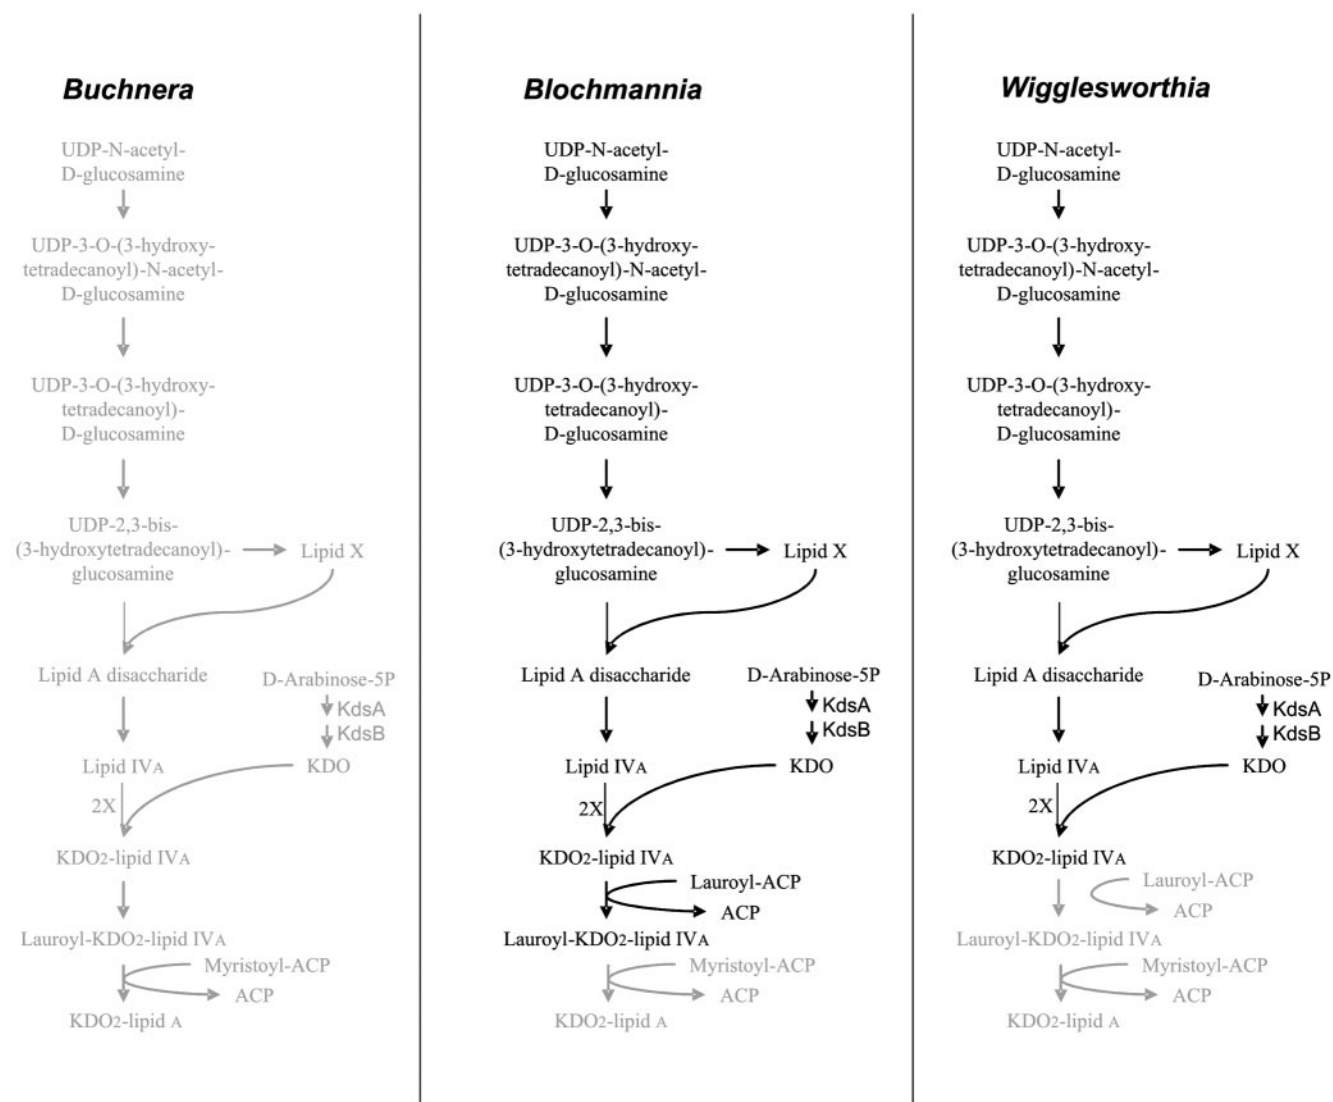 Buchnera
UDP-N-acetyl-
D-glucosamine
UDP-3-O-(3-hydroxy-
tetradecanoyl)-N-acetyl-
D-glucosamine
UDP-3-O-(3-hydroxy-
tetradecanoyl)-
D-glucosamine
UDP-2,3-bis-
(3-hydroxytetradecanoyl)-
glucosamine
Lipid X
Lipid A disaccharide
D-Arabinose-5P
KdsA
KdsB
Lipid IVA
KDO
2X
KDO2-lipid IVA
Lauroyl-KDO2-lipid IVA
Myristoyl-ACP
ACP
KDO2-lipid A
Blochmannia
UDP-N-acetyl-
D-glucosamine
UDP-3-O-(3-hydroxy-
tetradecanoyl)-N-acetyl-
D-glucosamine
UDP-3-O-(3-hydroxy-
tetradecanoyl)-
D-glucosamine
UDP-2,3-bis-
(3-hydroxytetradecanoyl)-
glucosamine
Lipid X
Lipid A disaccharide
D-Arabinose-5P
KdsA
KdsB
Lipid IVA
KDO
2X
KDO2-lipid IVA
Lauroyl-ACP
ACP
Lauroyl-KDO2-lipid IVA
Myristoyl-ACP
ACP
KDO2-lipid A
Wigglesworthia
UDP-N-acetyl-
D-glucosamine
UDP-3-O-(3-hydroxy-
tetradecanoyl)-N-acetyl-
D-glucosamine
UDP-3-O-(3-hydroxy-
tetradecanoyl)-
D-glucosamine
UDP-2,3-bis-
(3-hydroxytetradecanoyl)-
glucosamine
Lipid X
Lipid A disaccharide
D-Arabinose-5P
KdsA
KdsB
Lipid IVA
KDO
2X
KDO2-lipid IVA
Lauroyl-ACP
ACP
Lauroyl-KDO2-lipid IVA
Myristoyl-ACP
ACP
KDO2-lipid A